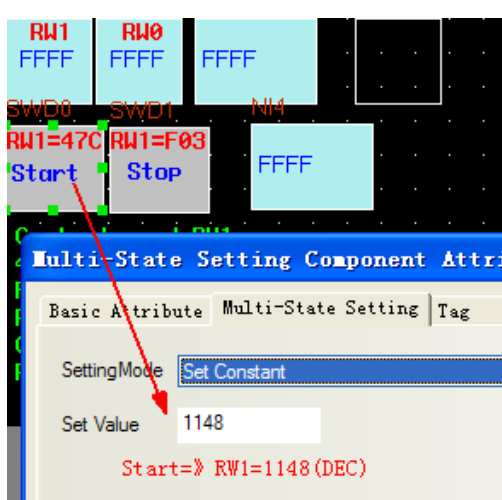 RW1 RW0
FFFF FFFF FFFF
SWD0 SWD1 NI4
RW1=47C RW1=F03
Start Stop FFFF
Multi-State Setting Component Attri
Basic Attribute Multi-State Setting Tag
SettingMode Set Constant
Set Value 1148
Start=》 RW1=1148(DEC)